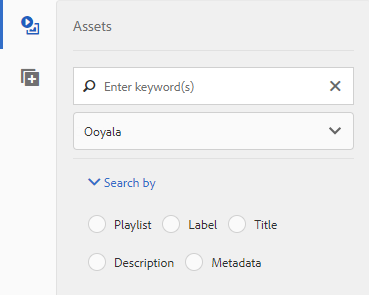 Assets
Enter keyword(s)
Ooyala
Search by
Playlist Label Title
Description Metadata